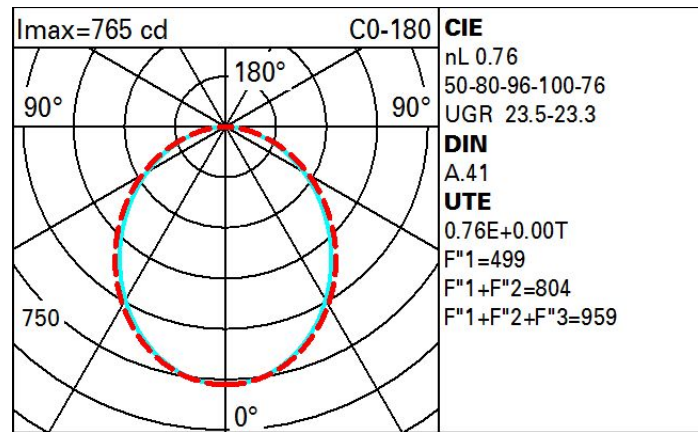 Imax=765 cd C0-180
180°
90° 90°
750
0°
CIE
nL 0.76
50-80-96-100-76
UGR 23.5-23.3
DIN
A.41
UTE
0.76E+0.00T
F"1=499
F"1+F"2=804
F"1+F"2+F"3=959